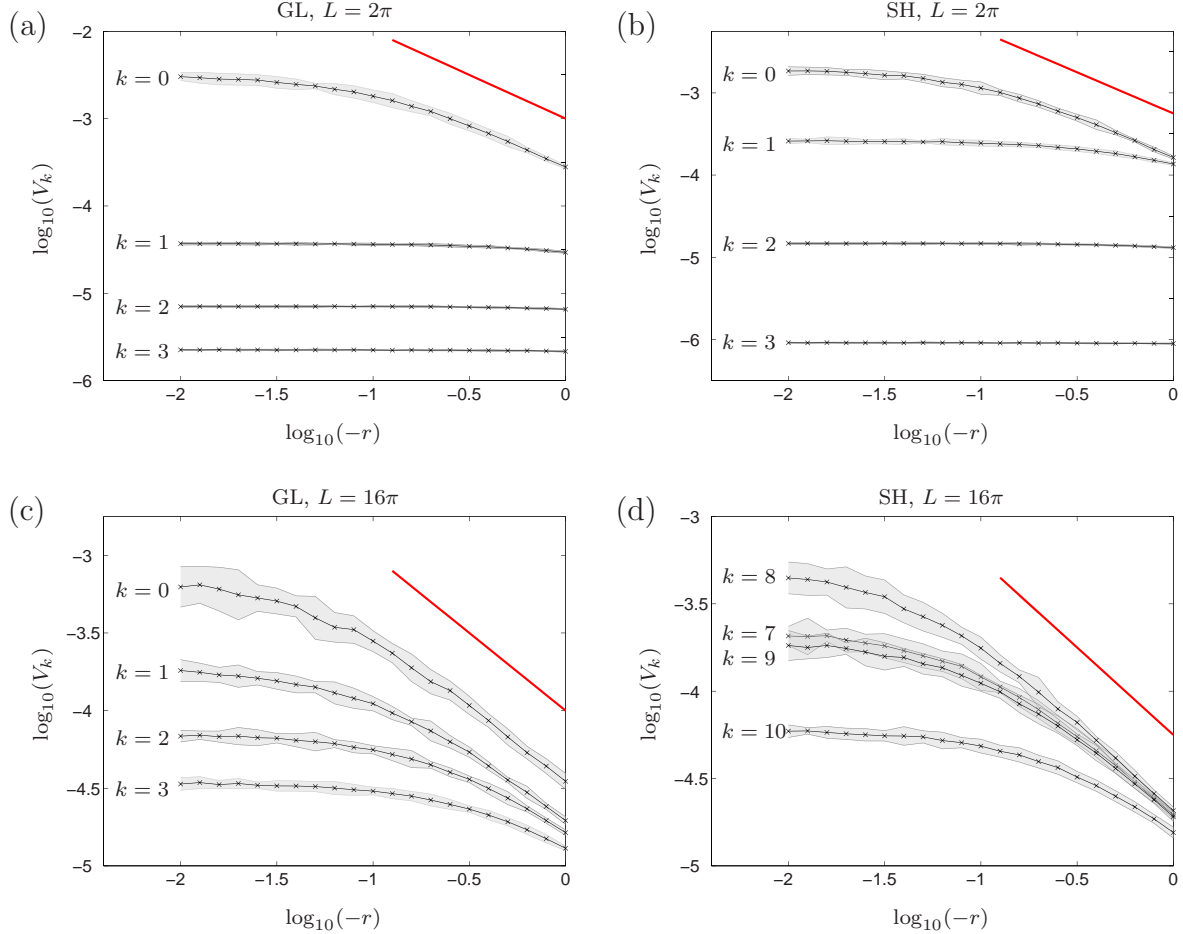 (a)
GL, L = 2π
-2
-3
-4
-5
-6
log10(Vk)
k = 0
k = 1
k = 2
k = 3
-2
-1.5
-1
-0.5
0
log10(−r)
(b)
SH, L = 2π
-3
-4
-5
-6
log10(Vk)
k = 0
k = 1
k = 2
k = 3
-2
-1.5
-1
-0.5
0
log10(−r)
(c)
GL, L = 16π
-3
-3.5
-4
-4.5
-5
log10(Vk)
k = 0
k = 1
k = 2
k = 3
-2
-1.5
-1
-0.5
0
log10(−r)
(d)
SH, L = 16π
-3
-3.5
-4
-4.5
-5
log10(Vk)
k = 8
k = 7
k = 9
k = 10
-2
-1.5
-1
-0.5
0
log10(−r)